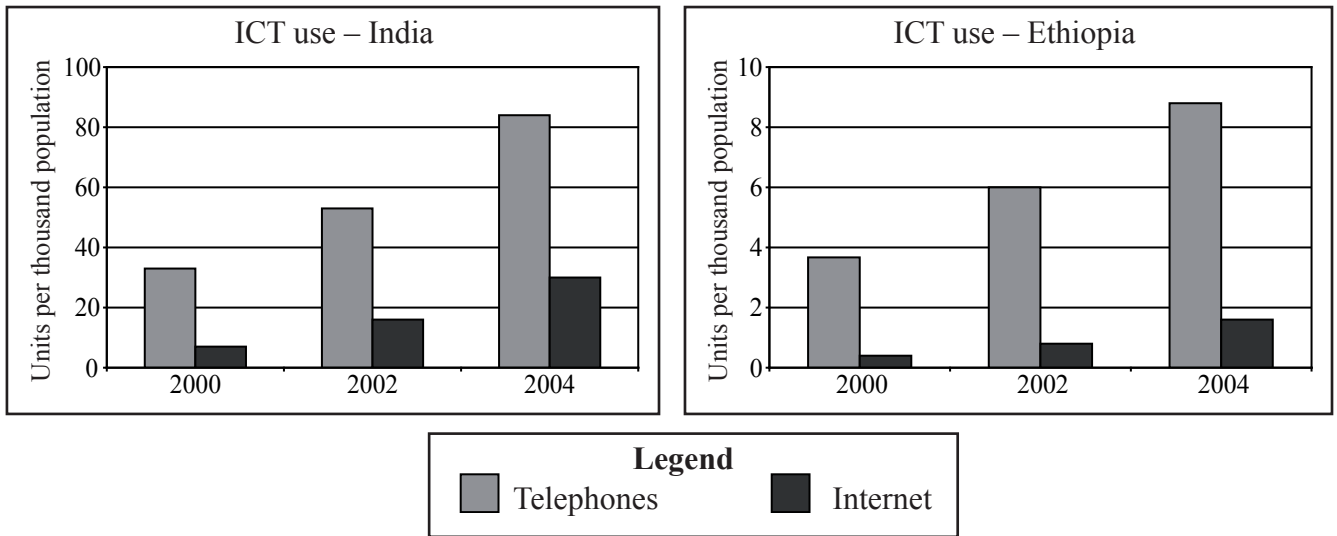 ICT use – India
Units per thousand population
100
80
60
40
20
0
2000 2002 2004
ICT use – Ethiopia
Units per thousand population
10
8
6
4
2
0
2000 2002 2004
Legend
Telephones Internet